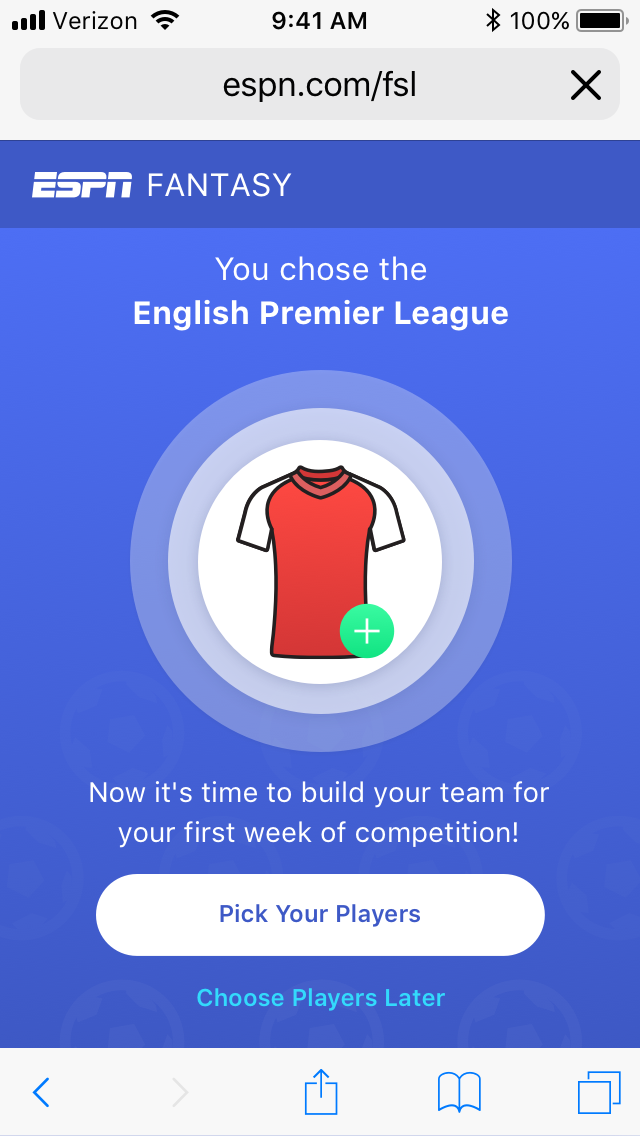 Verizon 9:41 AM 100%
espn.com/fsl
ESPN FANTASY
You chose the
English Premier League
Now it's time to build your team for
your first week of competition!
Pick Your Players
Choose Players Later